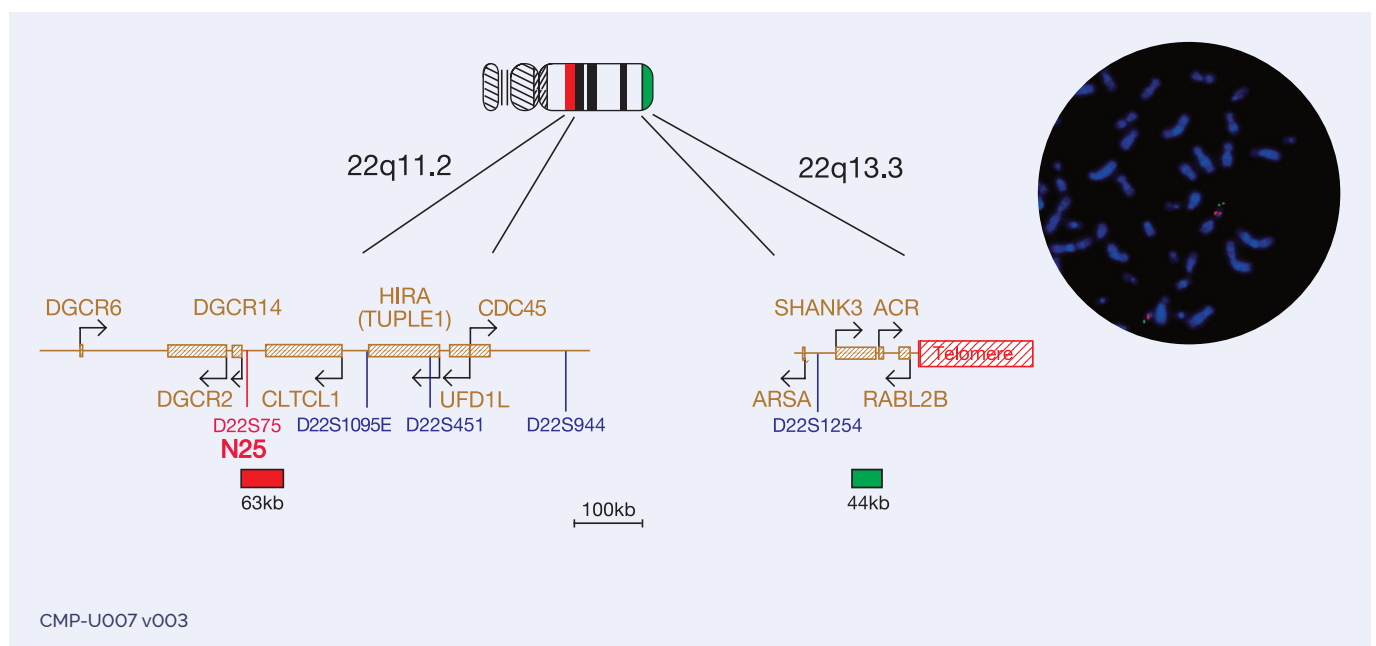 22q11.2
22q13.3
DGCR6
DGCR14
HIRA
(TUPLE1)
CDC45
SHANK3
ACR
Telomere
DGCR2
CLTCL1
UFD1L
ARSA
RABL2B
D22S75
D22S1095E
D22S451
D22S944
D22S1254
N25
63kb
44kb
100kb
CMP-U007 v003